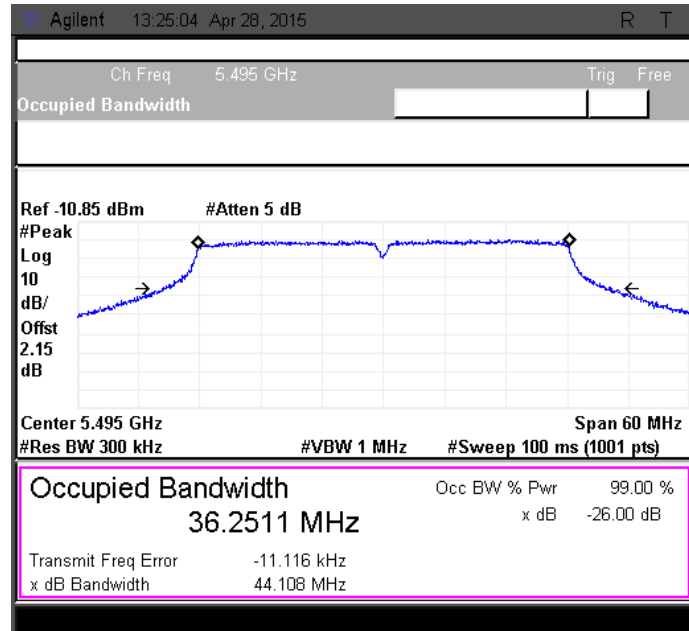 Agilent 13:25:04 Apr 28, 2015 R T
Ch Freq 5.495 GHz Trig Free
Occupied Bandwidth
Ref -10.85 dBm #Atten 5 dB
#Peak
Log
10
dB/
Offst
2.15
dB
Center 5.495 GHz Span 60 MHz
#Res BW 300 kHz #VBW 1 MHz #Sweep 100 ms (1001 pts)
Occupied Bandwidth Occ BW % Pwr 99.00 %
36.2511 MHz x dB -26.00 dB
Transmit Freq Error -11.116 kHz
x dB Bandwidth 44.108 MHz